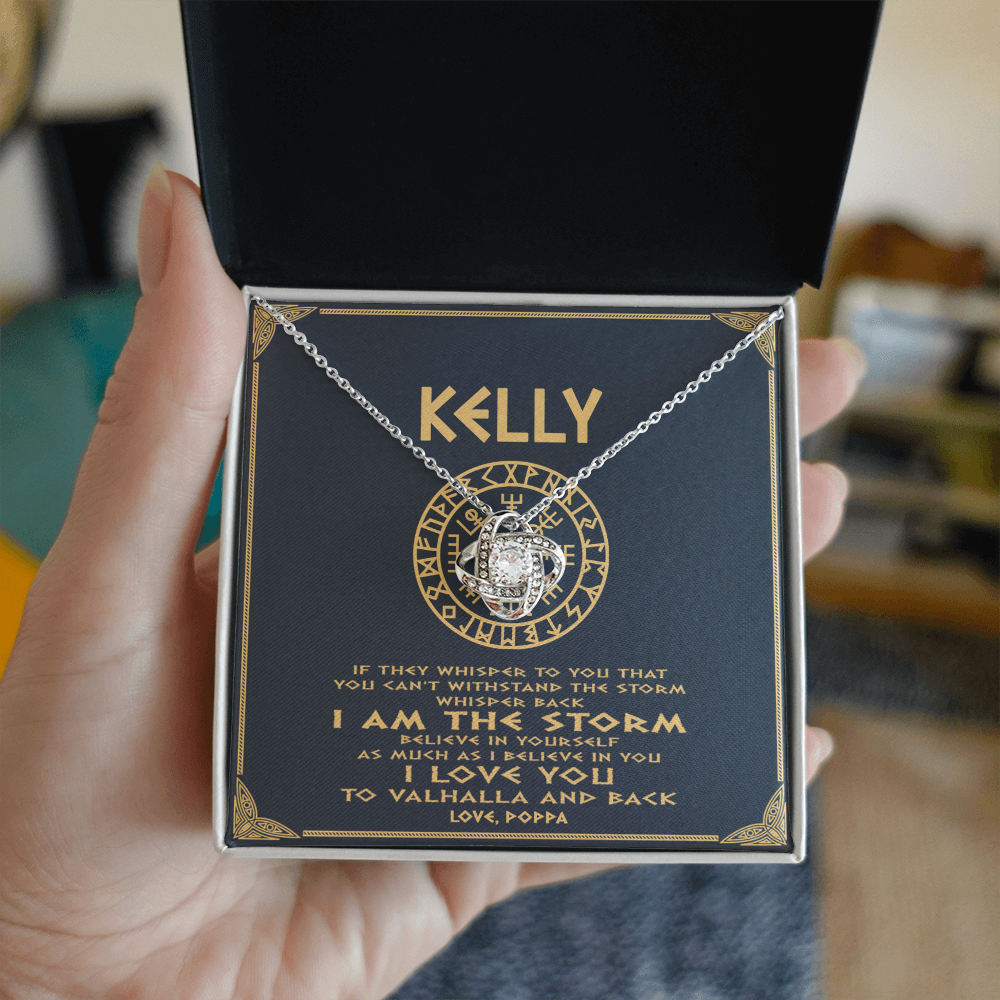 KELLY
IF THEY WHISPER TO YOU THAT
YOU CAN'T WITHSTAND THE STORM
WHISPER BACK
I AM THE STORM
BELIEVE IN YOURSELF
AS MUCH AS I BELIEVE IN YOU
I LOVE YOU
TO VALHALLA AND BACK
LOVE, POPPA